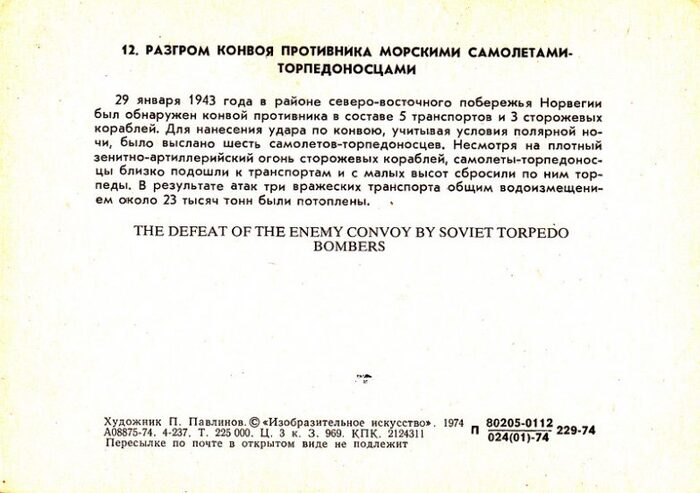 12. РАЗГРОМ КОНВОЯ ПРОТИВНИКА МОРСКИМИ САМОЛЕТАМИ-
ТОРПЕДОНОСЦАМИ
29 января 1943 года в районе северо-восточного побережья Норвегии
был обнаружен конвой противника в составе 5 транспортов и 3 сторожевых
кораблей. Для нанесения удара по конвою, учитывая условия полярной но-
чи, было выслано шесть самолетов-торпедоносцев. Несмотря на плотный
зенитно-артиллерийский огонь сторожевых кораблей, самолеты-торпедонос-
цы близко подошли к транспортам и с малых высот сбросили по ним тор-
педы. В результате атак три вражеских транспорта общим водоизмещени-
ем около 23 тысяч тонн были потоплены.
THE DEFEAT OF THE ENEMY CONVOY BY SOVIET TORPEDO
BOMBERS
Художник П. Павлинов. © «Изобразительное искусство». 1974
А08875-74. 4-237. Т. 225 000. Ц. 3 к. З. 969. КПК. 2124311
Пересылке по почте в открытом виде не подлежит
П 80205-0112 229-74
024(01)-74